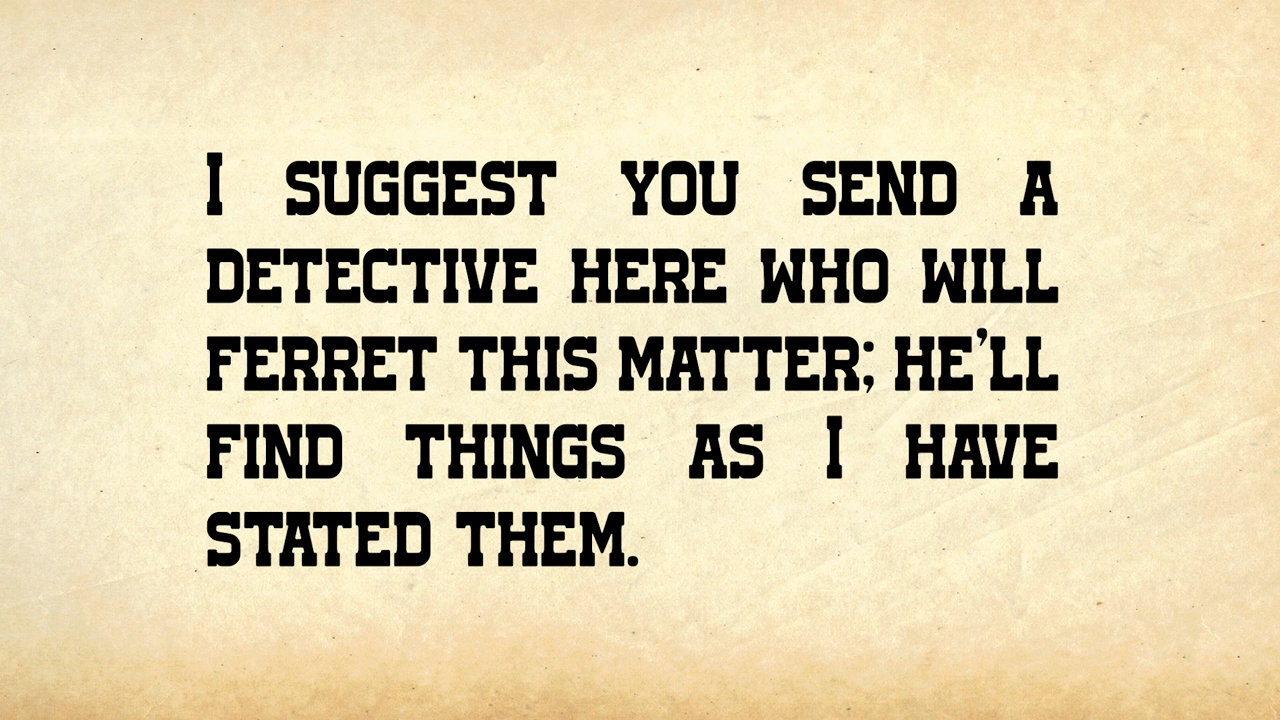 I SUGGEST YOU SEND A
DETECTIVE HERE WHO WILL
FERRET THIS MATTER; HE'LL
FIND THINGS AS I HAVE
STATED THEM.